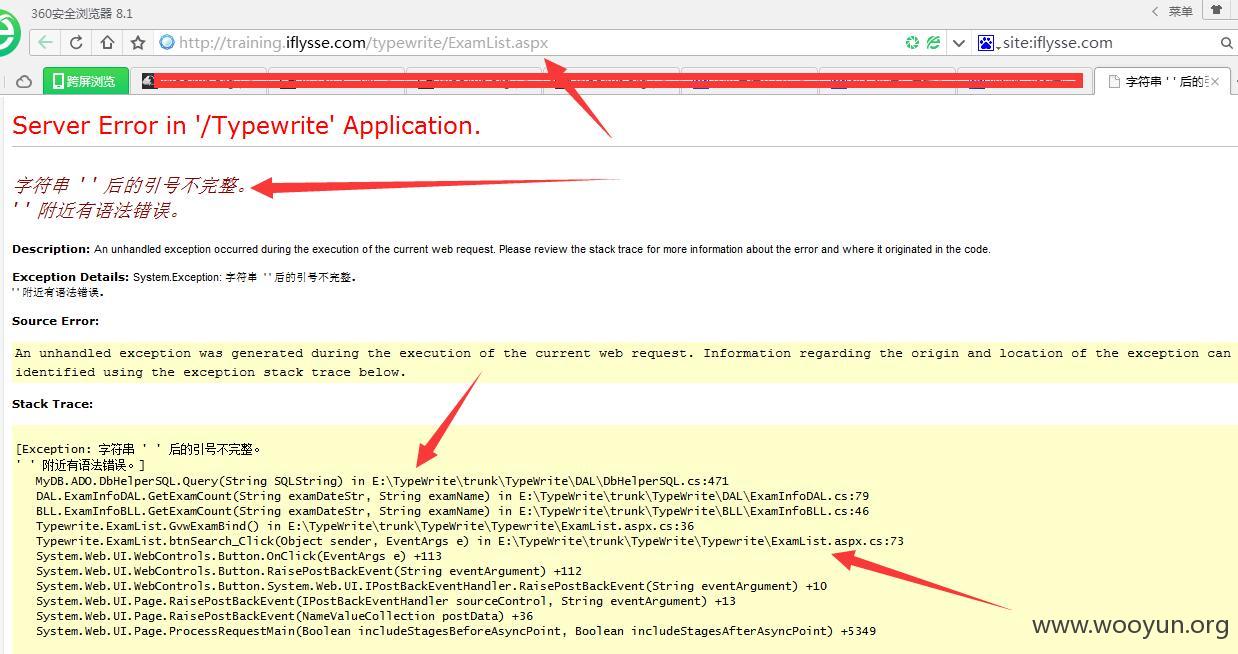 360安全浏览器 8.1
菜单
http://training.iflysse.com/typewrite/ExamList.aspx
site:iflysse.com
跨屏浏览
字符串 ' ' 后的
Server Error in '/Typewrite' Application.
字符串 ' ' 后的引号不完整。
' ' 附近有语法错误。
Description: An unhandled exception occurred during the execution of the current web request. Please review the stack trace for more information about the error and where it originated in the code.
Exception Details: System.Exception: 字符串 ' ' 后的引号不完整。
' ' 附近有语法错误。
Source Error:
An unhandled exception was generated during the execution of the current web request. Information regarding the origin and location of the exception can
identified using the exception stack trace below.
Stack Trace:
[Exception: 字符串 ' ' 后的引号不完整。
' ' 附近有语法错误。]
MyDB.ADO.DbHelperSQL.Query(String SQLString) in E:\TypeWrite\trunk\TypeWrite\DAL\DbHelperSQL.cs:471
DAL.ExamInfoDAL.GetExamCount(String examDateStr, String examName) in E:\TypeWrite\trunk\TypeWrite\DAL\ExamInfoDAL.cs:79
BLL.ExamInfoBLL.GetExamCount(String examDateStr, String examName) in E:\TypeWrite\trunk\TypeWrite\BLL\ExamInfoBLL.cs:46
Typewrite.ExamList.GvwExamBind() in E:\TypeWrite\trunk\TypeWrite\Typewrite\ExamList.aspx.cs:36
Typewrite.ExamList.btnSearch_Click(Object sender, EventArgs e) in E:\TypeWrite\trunk\TypeWrite\Typewrite\ExamList.aspx.cs:73
System.Web.UI.WebControls.Button.OnClick(EventArgs e) +113
System.Web.UI.WebControls.Button.RaisePostBackEvent(String eventArgument) +112
System.Web.UI.WebControls.Button.System.Web.UI.IPostBackEventHandler.RaisePostBackEvent(String eventArgument) +10
System.Web.UI.Page.RaisePostBackEvent(IPostBackEventHandler sourceControl, String eventArgument) +13
System.Web.UI.Page.RaisePostBackEvent(NameValueCollection postData) +36
System.Web.UI.Page.ProcessRequestMain(Boolean includeStagesBeforeAsyncPoint, Boolean includeStagesAfterAsyncPoint) +5349
www.wooyun.org